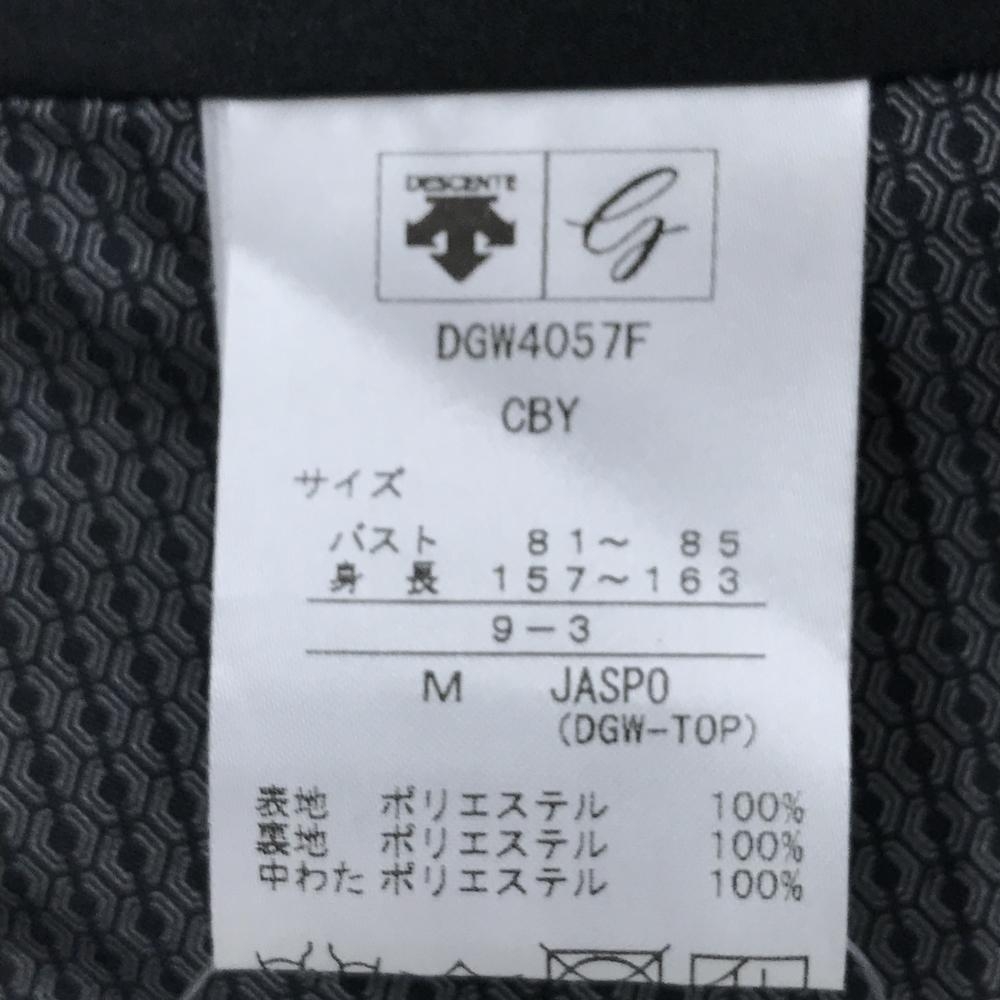 DESCENTE G
DGW4057F
CBY
サイズ
バスト 81~ 85
身 長 157~163
9-3
M JASPO
(DGW-TOP)
表地 ポリエステル 100%
裏地 ポリエステル 100%
中わた ポリエステル 100%